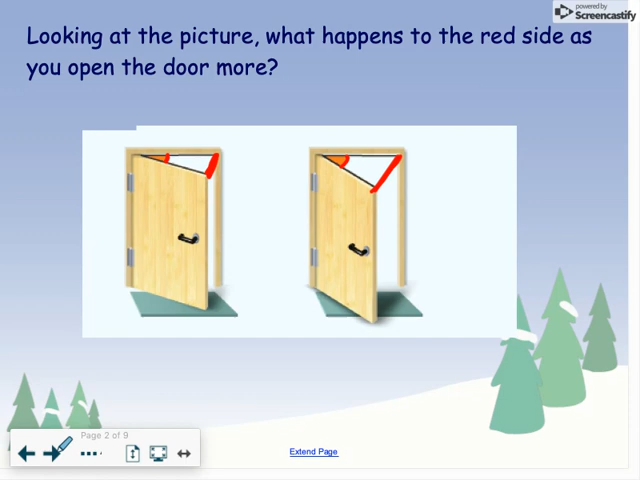 powered by
Screencastify
Looking at the picture, what happens to the red side as
you open the door more?
Page 2 of 9
Extend Page